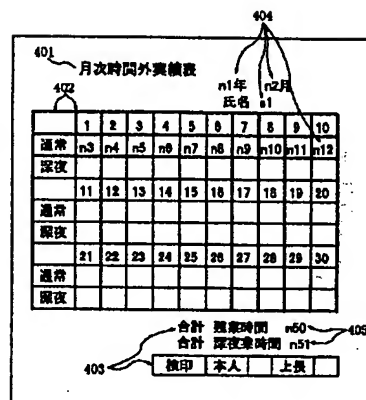 404
401
月次時間外実績表
n1年 n2月
氏名 n1
402
1 2 3 4 5 6 7 8 9 10
通常 n3 n4 n5 n6 n7 n8 n9 n10 n11 n12
深夜
11 12 13 14 15 16 17 18 19 20
通常
深夜
21 22 23 24 25 26 27 28 29 30
通常
深夜
合計 残業時間 n50
合計 深夜業時間 n51
405
403
検印 本人 上長